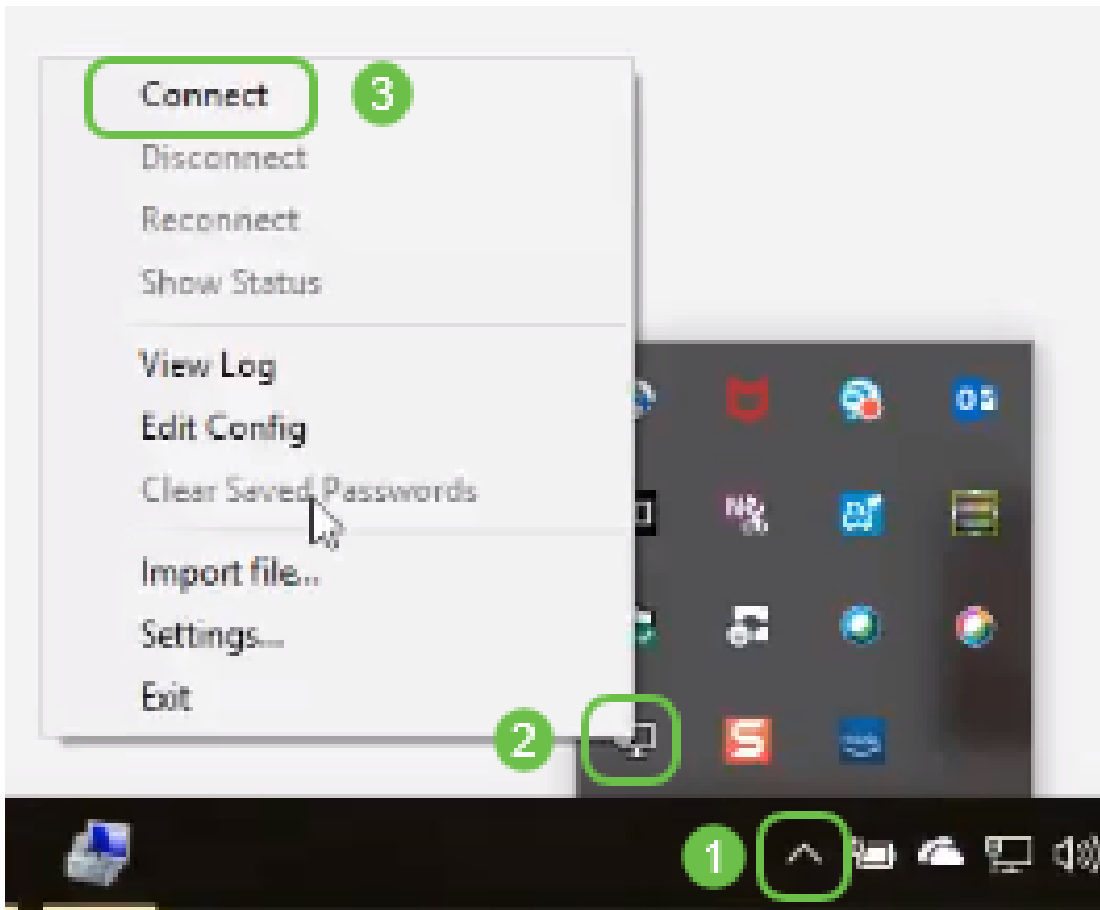 Connect
3
Disconnect
Reconnect
Show Status
View Log
Edit Config
Clear Saved Passwords
Import file...
Settings...
Exit
2
1